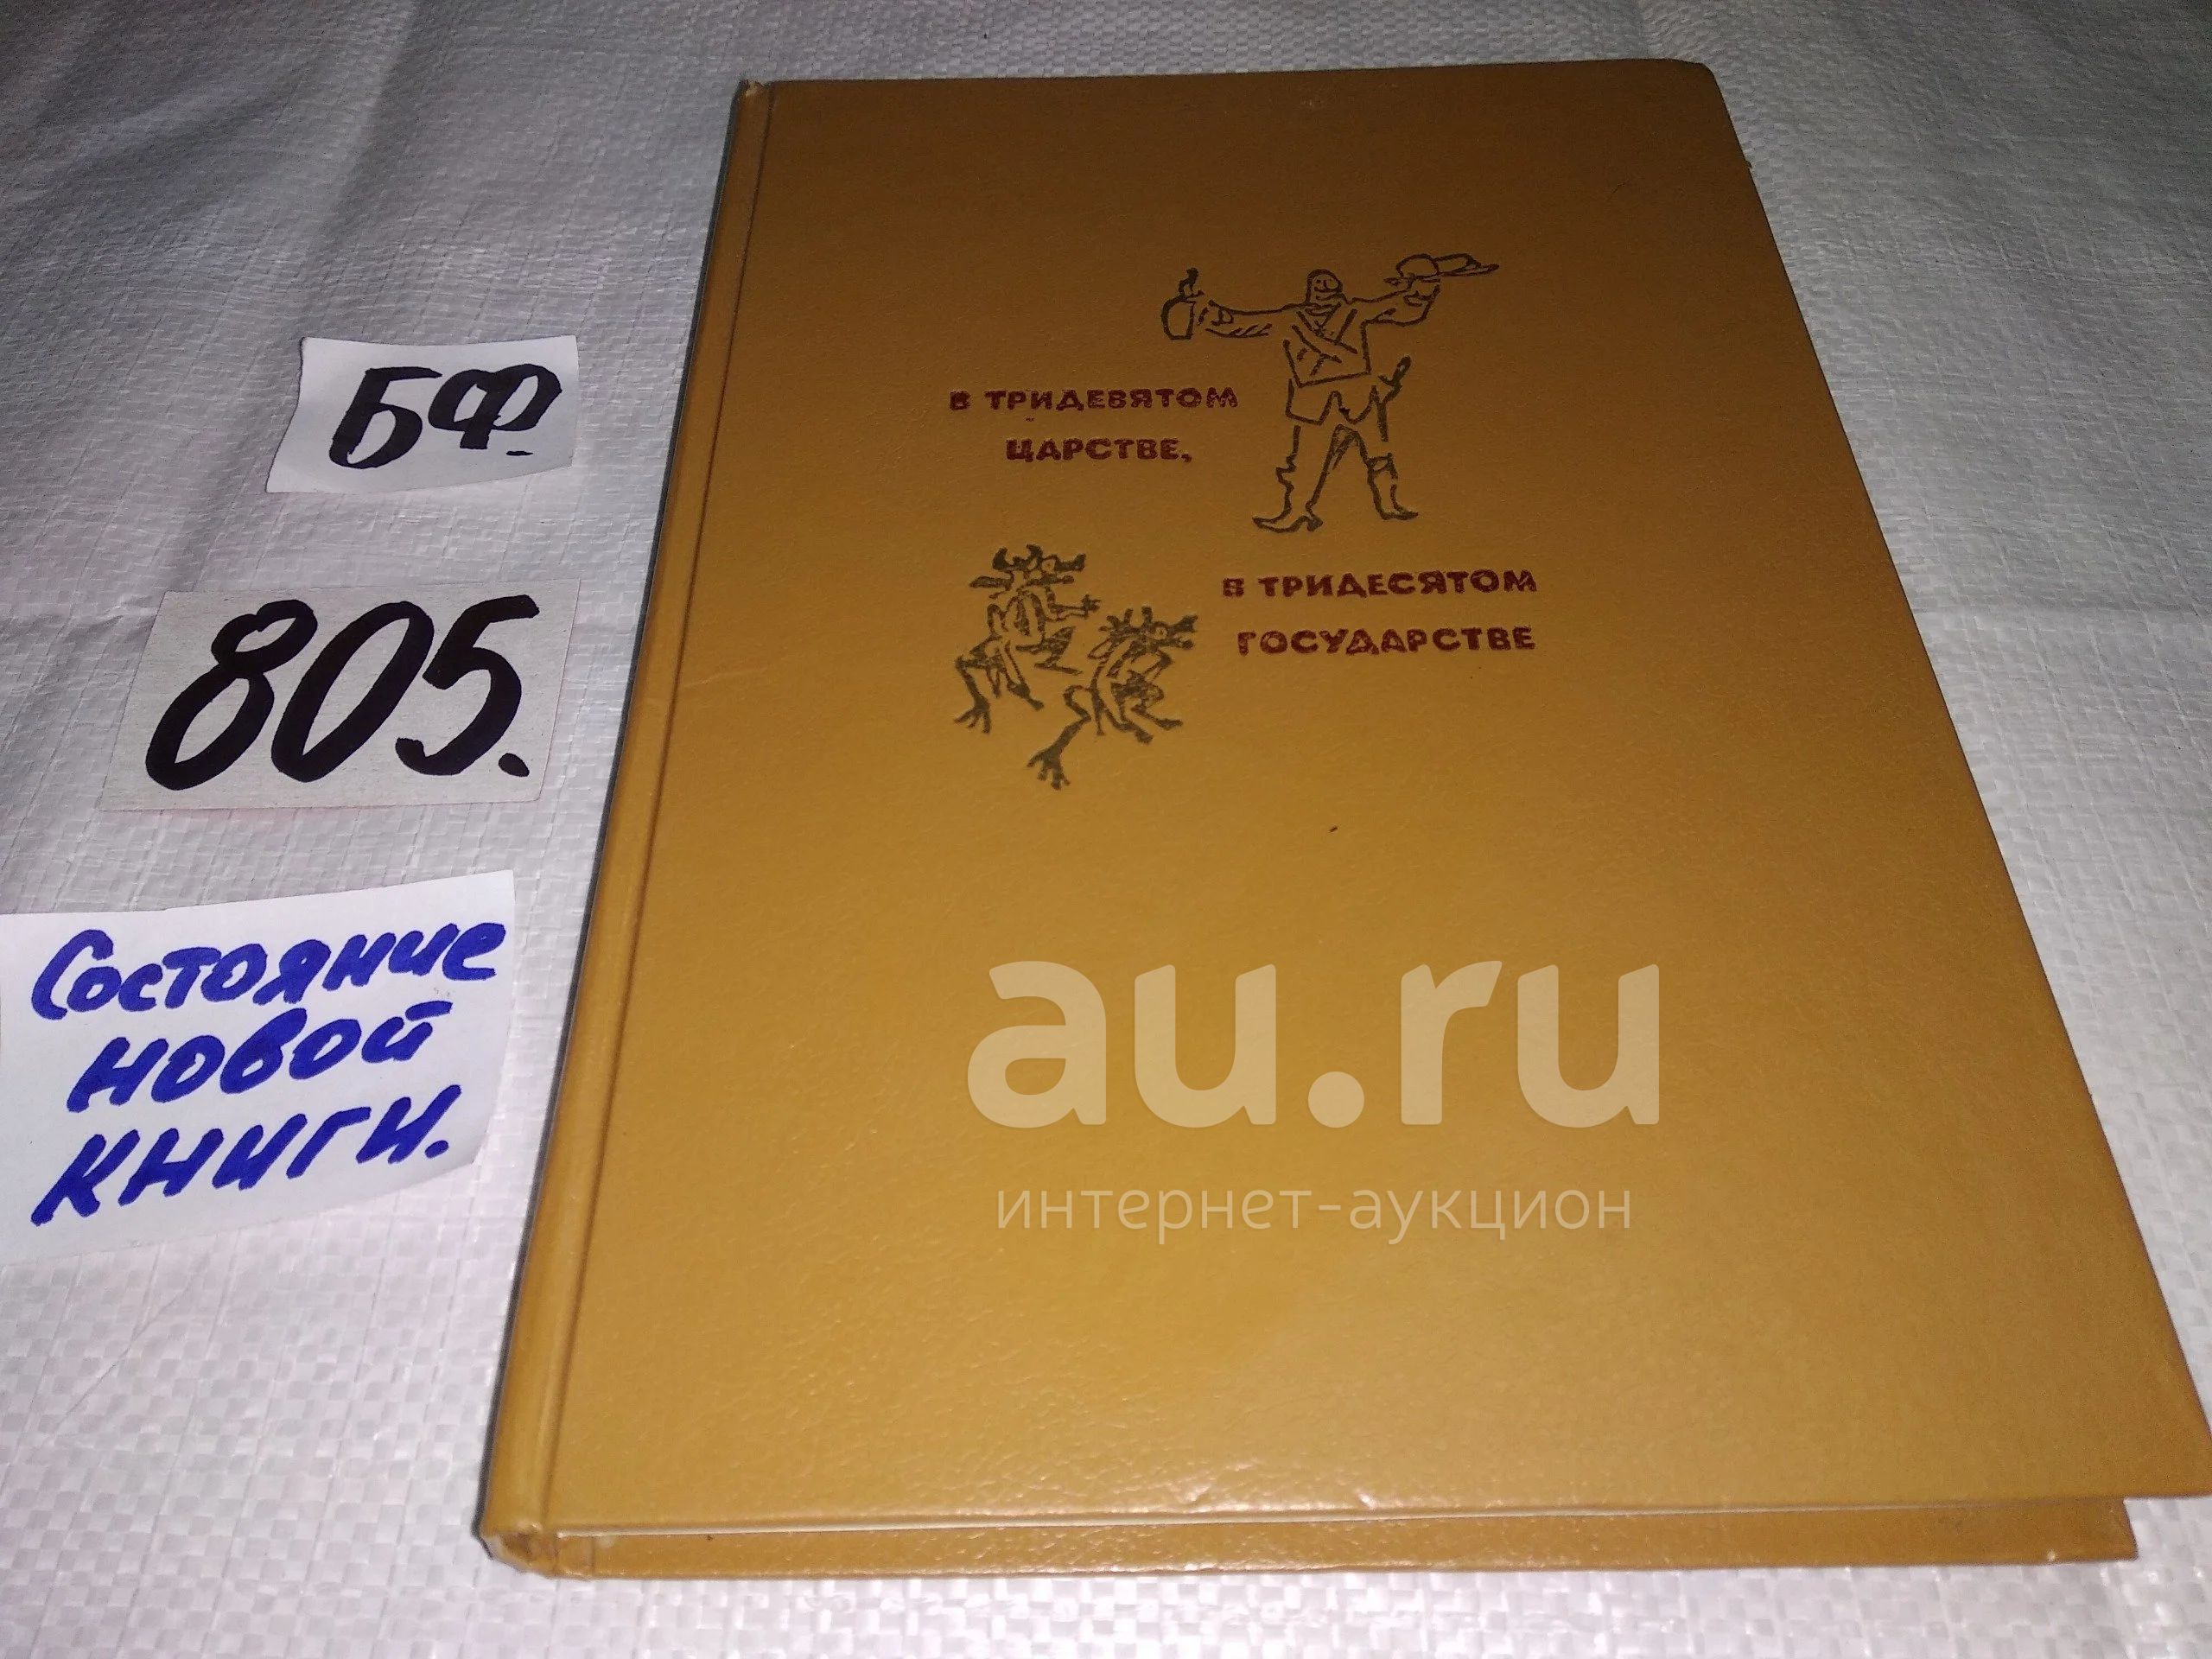 БФ.
805.
Состояние
новой
книги.
В ТРИДЕВЯТОМ
ЦАРСТВЕ,
В ТРИДЕСЯТОМ
ГОСУДАРСТВЕ
au.ru
интернет-аукцион